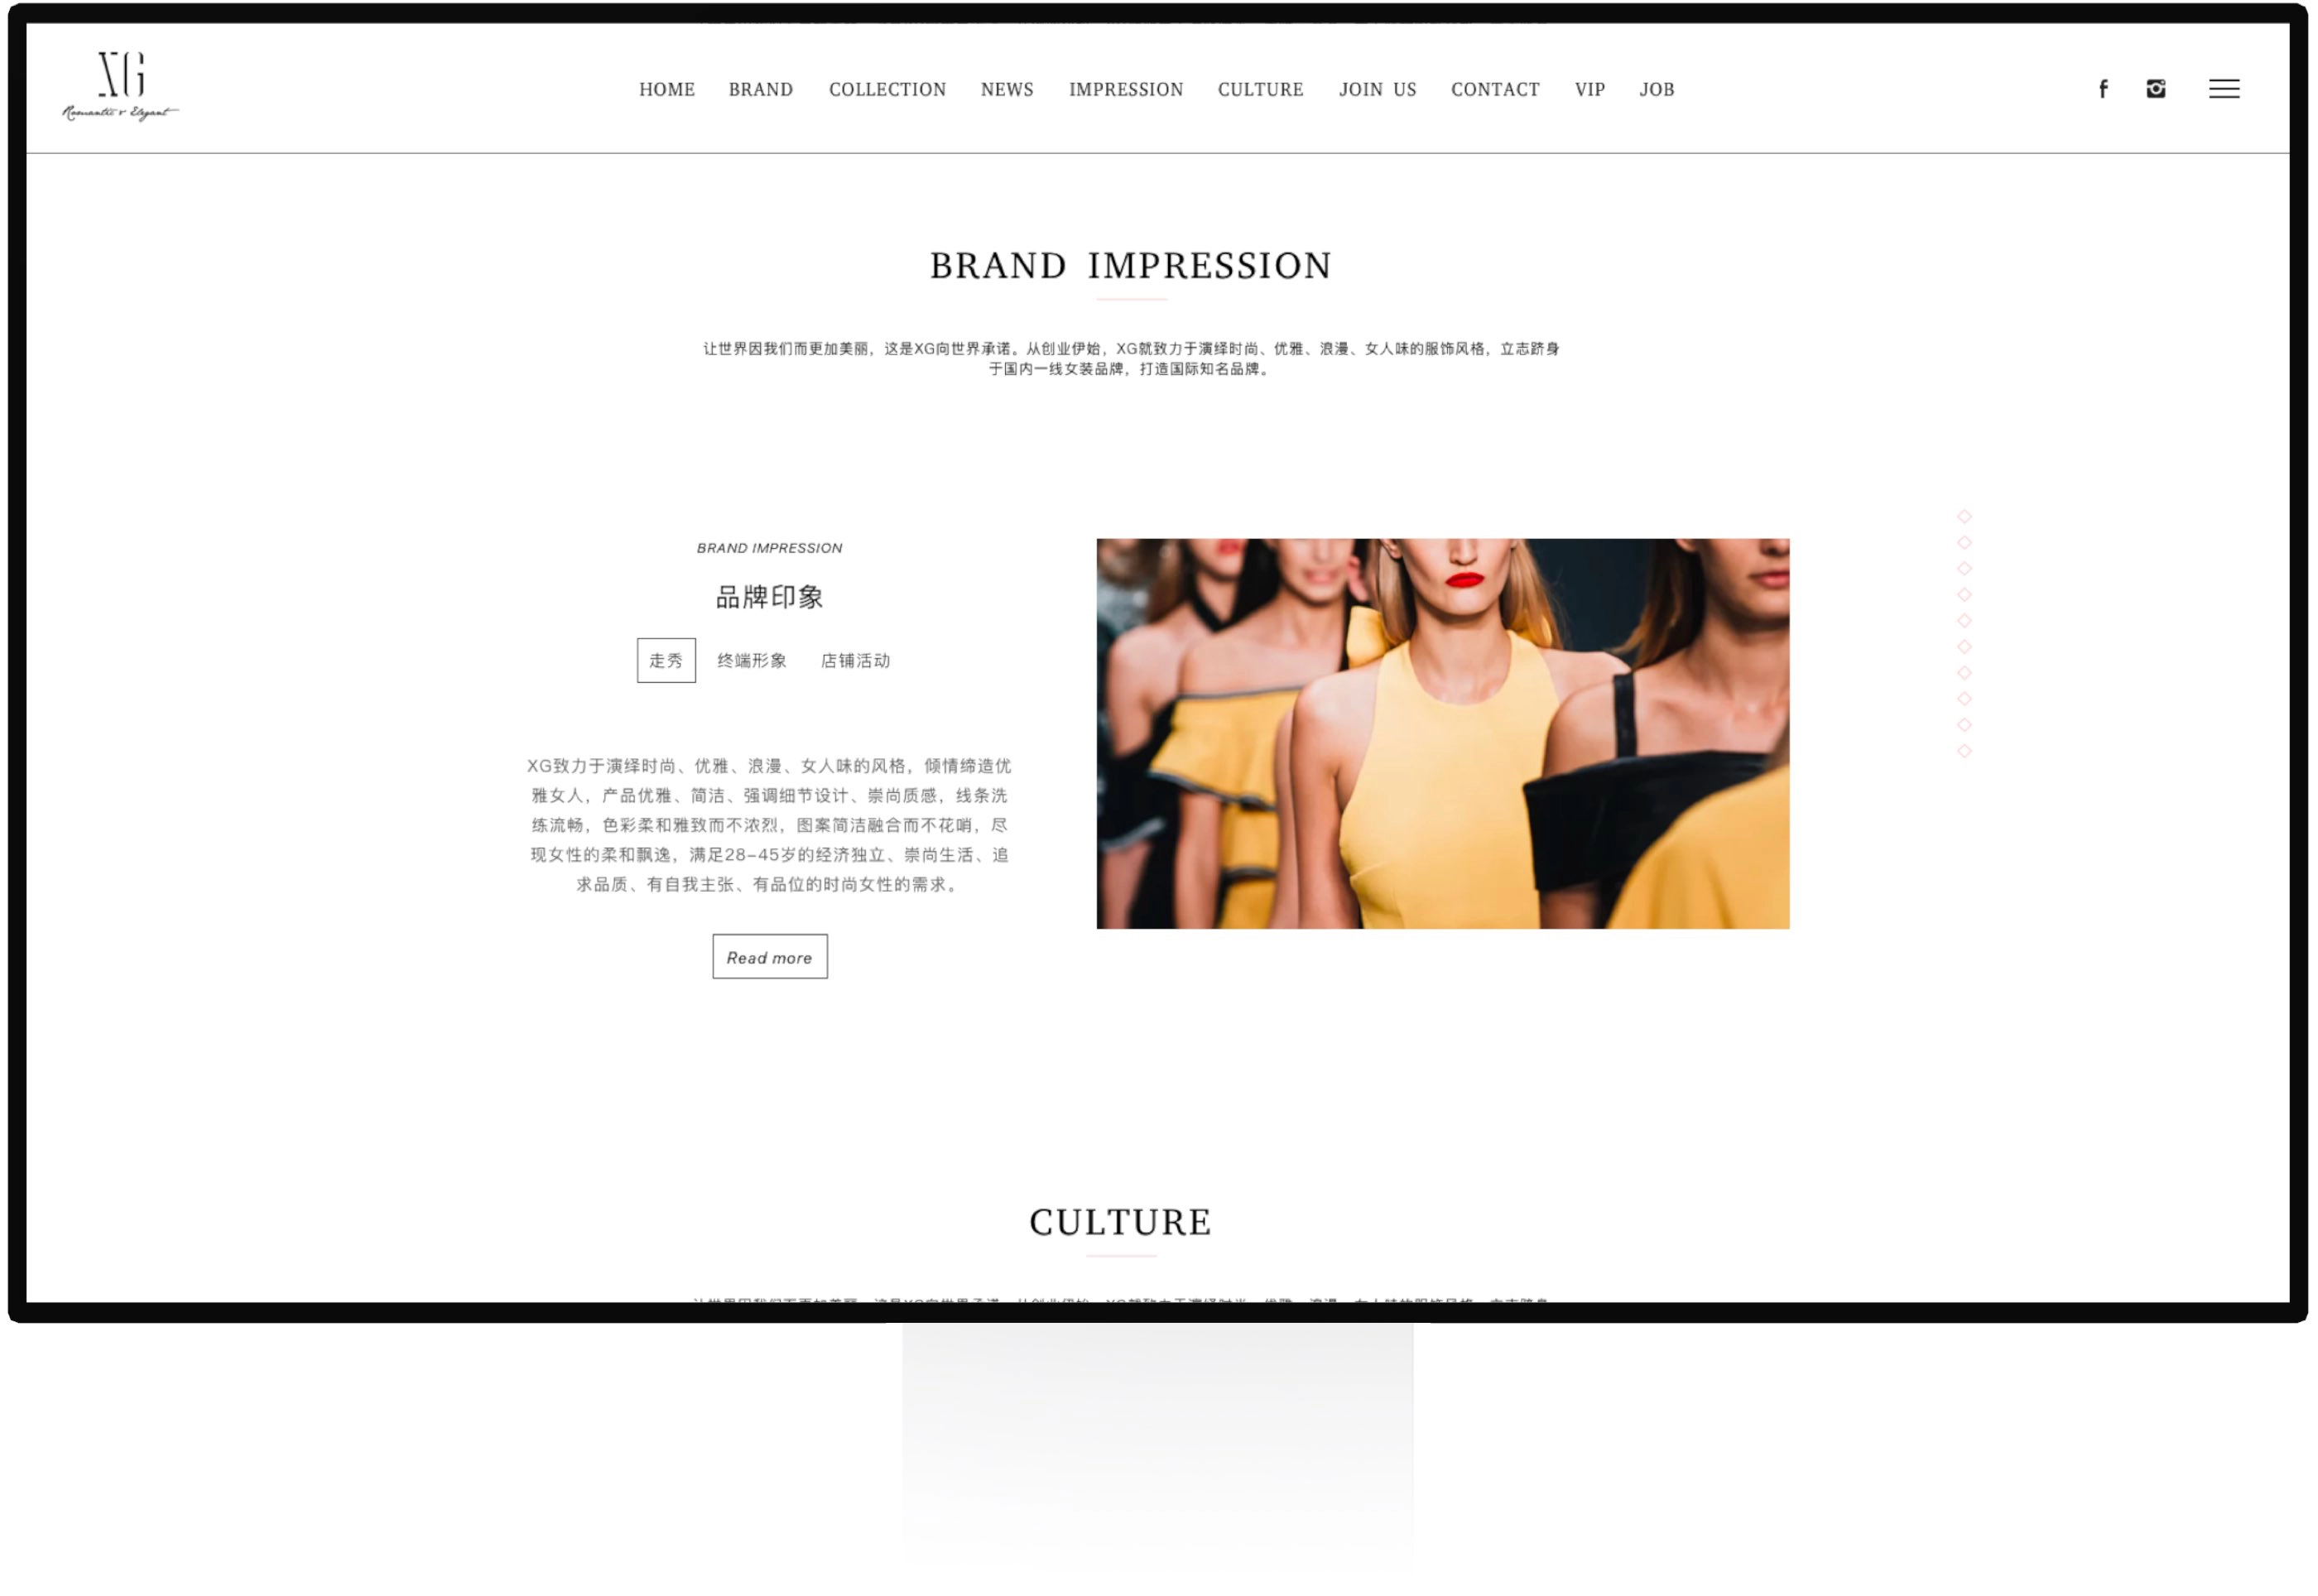 XG
Romantic & Elegant
HOME BRAND COLLECTION NEWS IMPRESSION CULTURE JOIN US CONTACT VIP JOB
f
BRAND IMPRESSION
让世界因我们而更加美丽，这是XG向世界承诺。从创业伊始，XG就致力于演绎时尚、优雅、浪漫、女人味的服饰风格，立志跻身
于国内一线女装品牌，打造国际知名品牌。
BRAND IMPRESSION
品牌印象
走秀 终端形象 店铺活动
XG致力于演绎时尚、优雅、浪漫、女人味的风格，倾情缔造优
雅女人，产品优雅、简洁、强调细节设计、崇尚质感，线条洗
练流畅，色彩柔和雅致而不浓烈，图案简洁融合而不花哨，尽
现女性的柔和飘逸，满足28-45岁的经济独立、崇尚生活、追
求品质、有自我主张、有品位的时尚女性的需求。
Read more
CULTURE